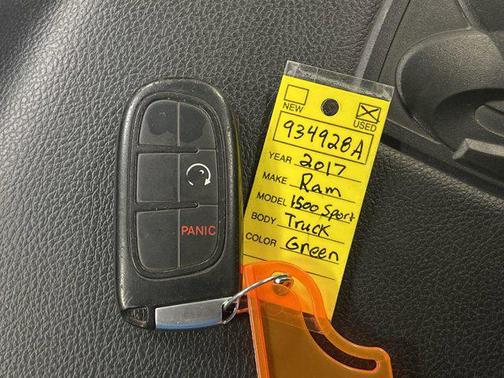 NEW
USED
934928A
YEAR 2017
MAKE Ram
MODEL 1500 Sport
BODY Truck
COLOR Green
PANIC